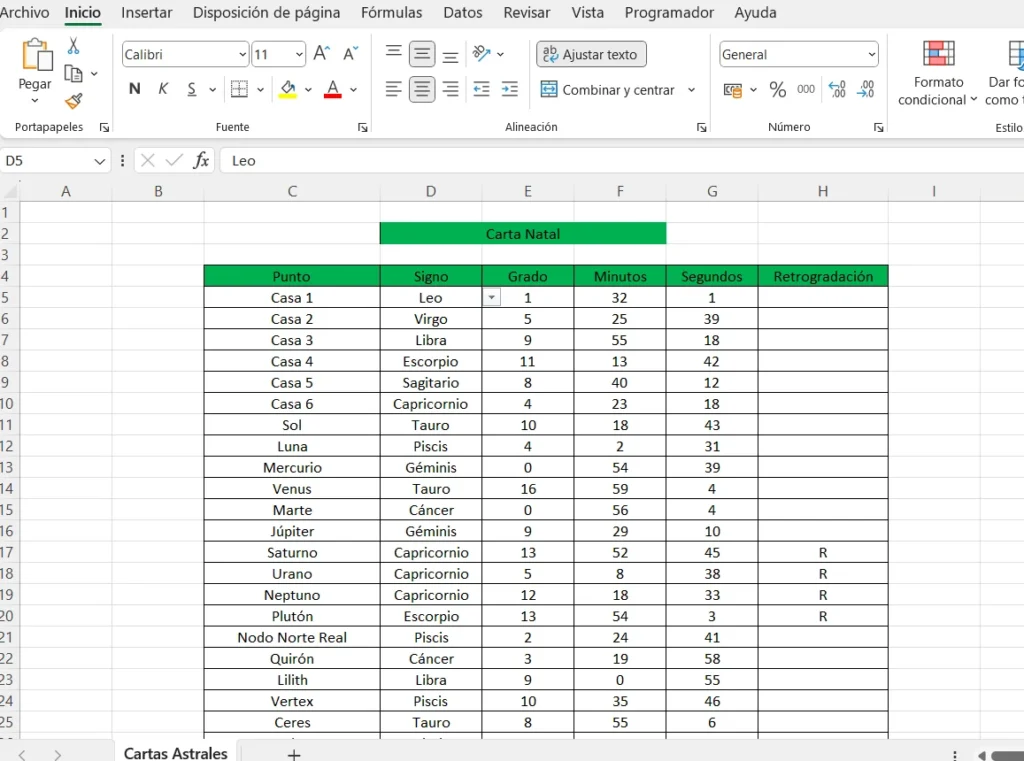 Archivo Inicio Insertar Disposición de página Fórmulas Datos Revisar Vista Programador Ayuda
Pegar
Calibri 11 A A
N K S A
ab Ajustar texto
Combinar y centrar
General
% 000
Formato condicional
Dar fo
como t
Portapapeles Fuente Alineación Número Estilo
D5 fx Leo
A B C D E F G H I
1
2 Carta Natal
3
4 Punto Signo Grado Minutos Segundos Retrogradación
5 Casa 1 Leo 1 32 1
6 Casa 2 Virgo 5 25 39
7 Casa 3 Libra 9 55 18
8 Casa 4 Escorpio 11 13 42
9 Casa 5 Sagitario 8 40 12
10 Casa 6 Capricornio 4 23 18
11 Sol Tauro 10 18 43
12 Luna Piscis 4 2 31
13 Mercurio Géminis 0 54 39
14 Venus Tauro 16 59 4
15 Marte Cáncer 0 56 4
16 Júpiter Géminis 9 29 10
17 Saturno Capricornio 13 52 45 R
18 Urano Capricornio 5 8 38 R
19 Neptuno Capricornio 12 18 33 R
20 Plutón Escorpio 13 54 3 R
21 Nodo Norte Real Piscis 2 24 41
22 Quirón Cáncer 3 19 58
23 Lilith Libra 9 0 55
24 Vertex Piscis 10 35 46
25 Ceres Tauro 8 55 6
Cartas Astrales